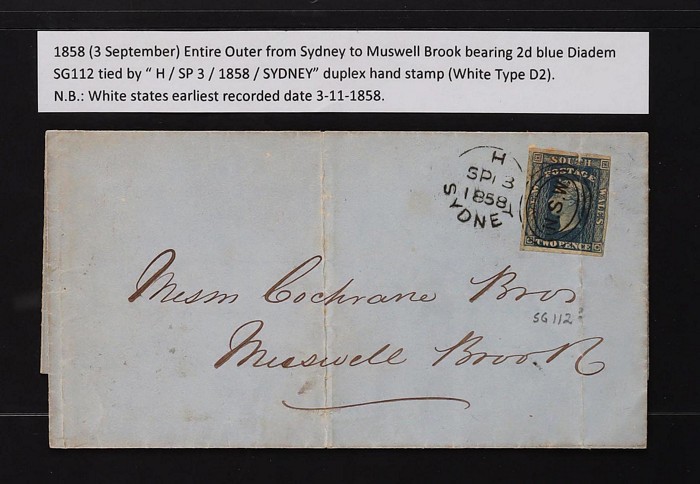 1858 (3 September) Entire Outer from Sydney to Muswell Brook bearing 2d blue Diadem
SG112 tied by “ H / SP 3 / 1858 / SYDNEY” duplex hand stamp (White Type D2).
N.B.: White states earliest recorded date 3-11-1858.
H
SP 3
1858
SYDNEY
SOUTH
POSTAGE
WALES
NSW
TWO PENCE
Messrs Cochrane Bros
SG 112
Musswell Brook